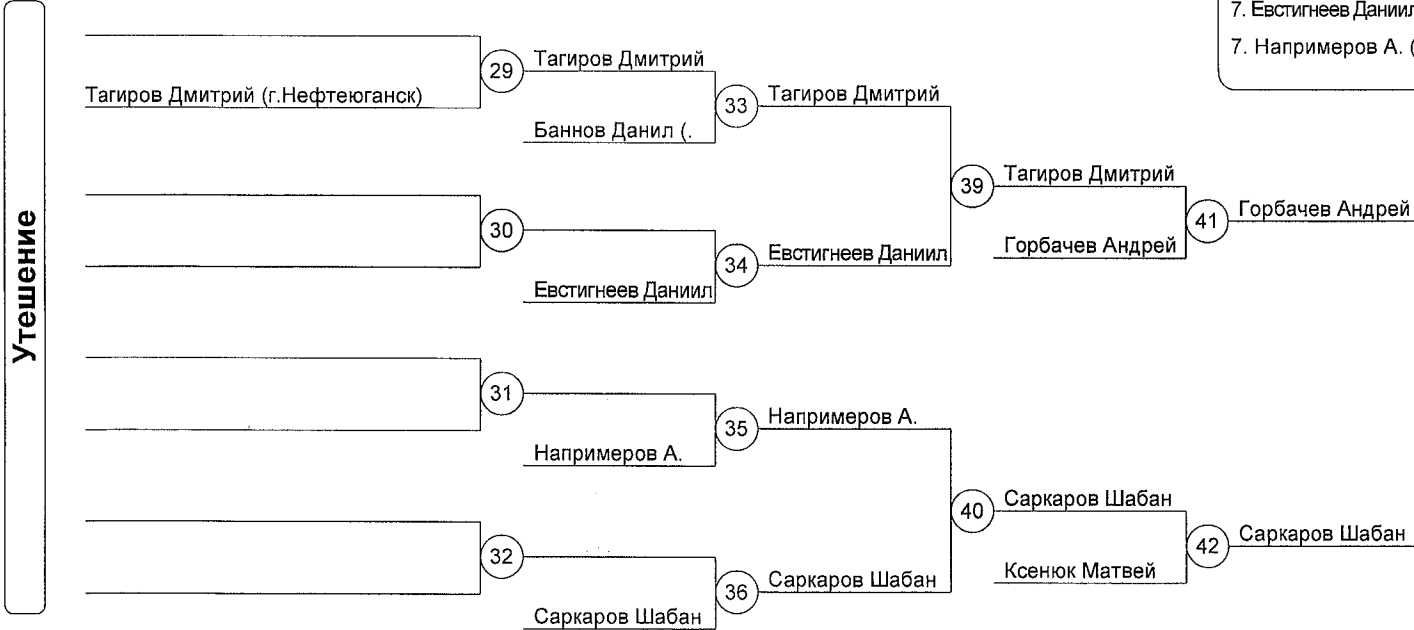 7. Евстигнеев Даниил
7. Напримеров А. (
Утешение
Тагиров Дмитрий (г.Нефтеюганск)
29
Тагиров Дмитрий
Баннов Данил (.
33
Тагиров Дмитрий
30
Евстигнеев Даниил
34
Евстигнеев Даниил
39
Тагиров Дмитрий
Горбачев Андрей
41
Горбачев Андрей
31
Напримеров А.
35
Напримеров А.
32
Саркаров Шабан
36
Саркаров Шабан
40
Саркаров Шабан
Ксенюк Матвей
42
Саркаров Шабан